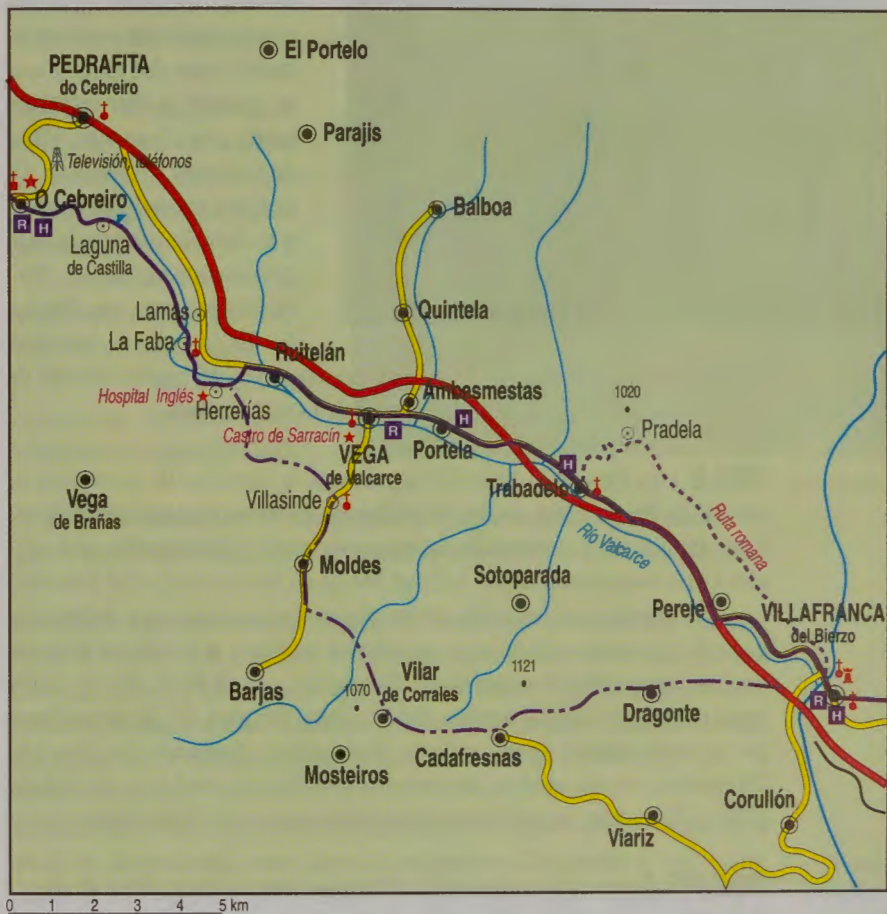 PEDRAFITA
do Cebreiro
El Portelo
Parajis
Televisión, teléfonos
O Cebreiro
R H
Laguna
de Castilla
Balboa
Lamas
Quintela
La Faba
Ruitelán
Hospital Inglés
Herrerías
Ambasmestas
1020
Castro de Sarracín
R
H
Pradela
VEGA
de Valcarce
Portela
H
Vega
de Brañas
Villasinde
Trabadelo
Río Valcarce
Ruta romana
Moldes
Sotoparada
Pereje
VILLAFRANCA
del Bierzo
Barjas
1070
Vilar
de Corrales
1121
Dragonte
R H
Mosteiros
Cadafresnas
Viariz
Corullón
0 1 2 3 4 5 km